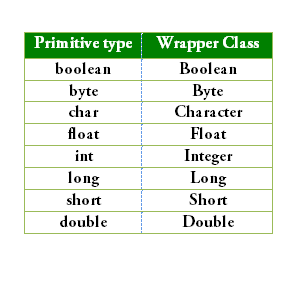 Primitive type Wrapper Class
boolean Boolean
byte Byte
char Character
float Float
int Integer
long Long
short Short
double Double